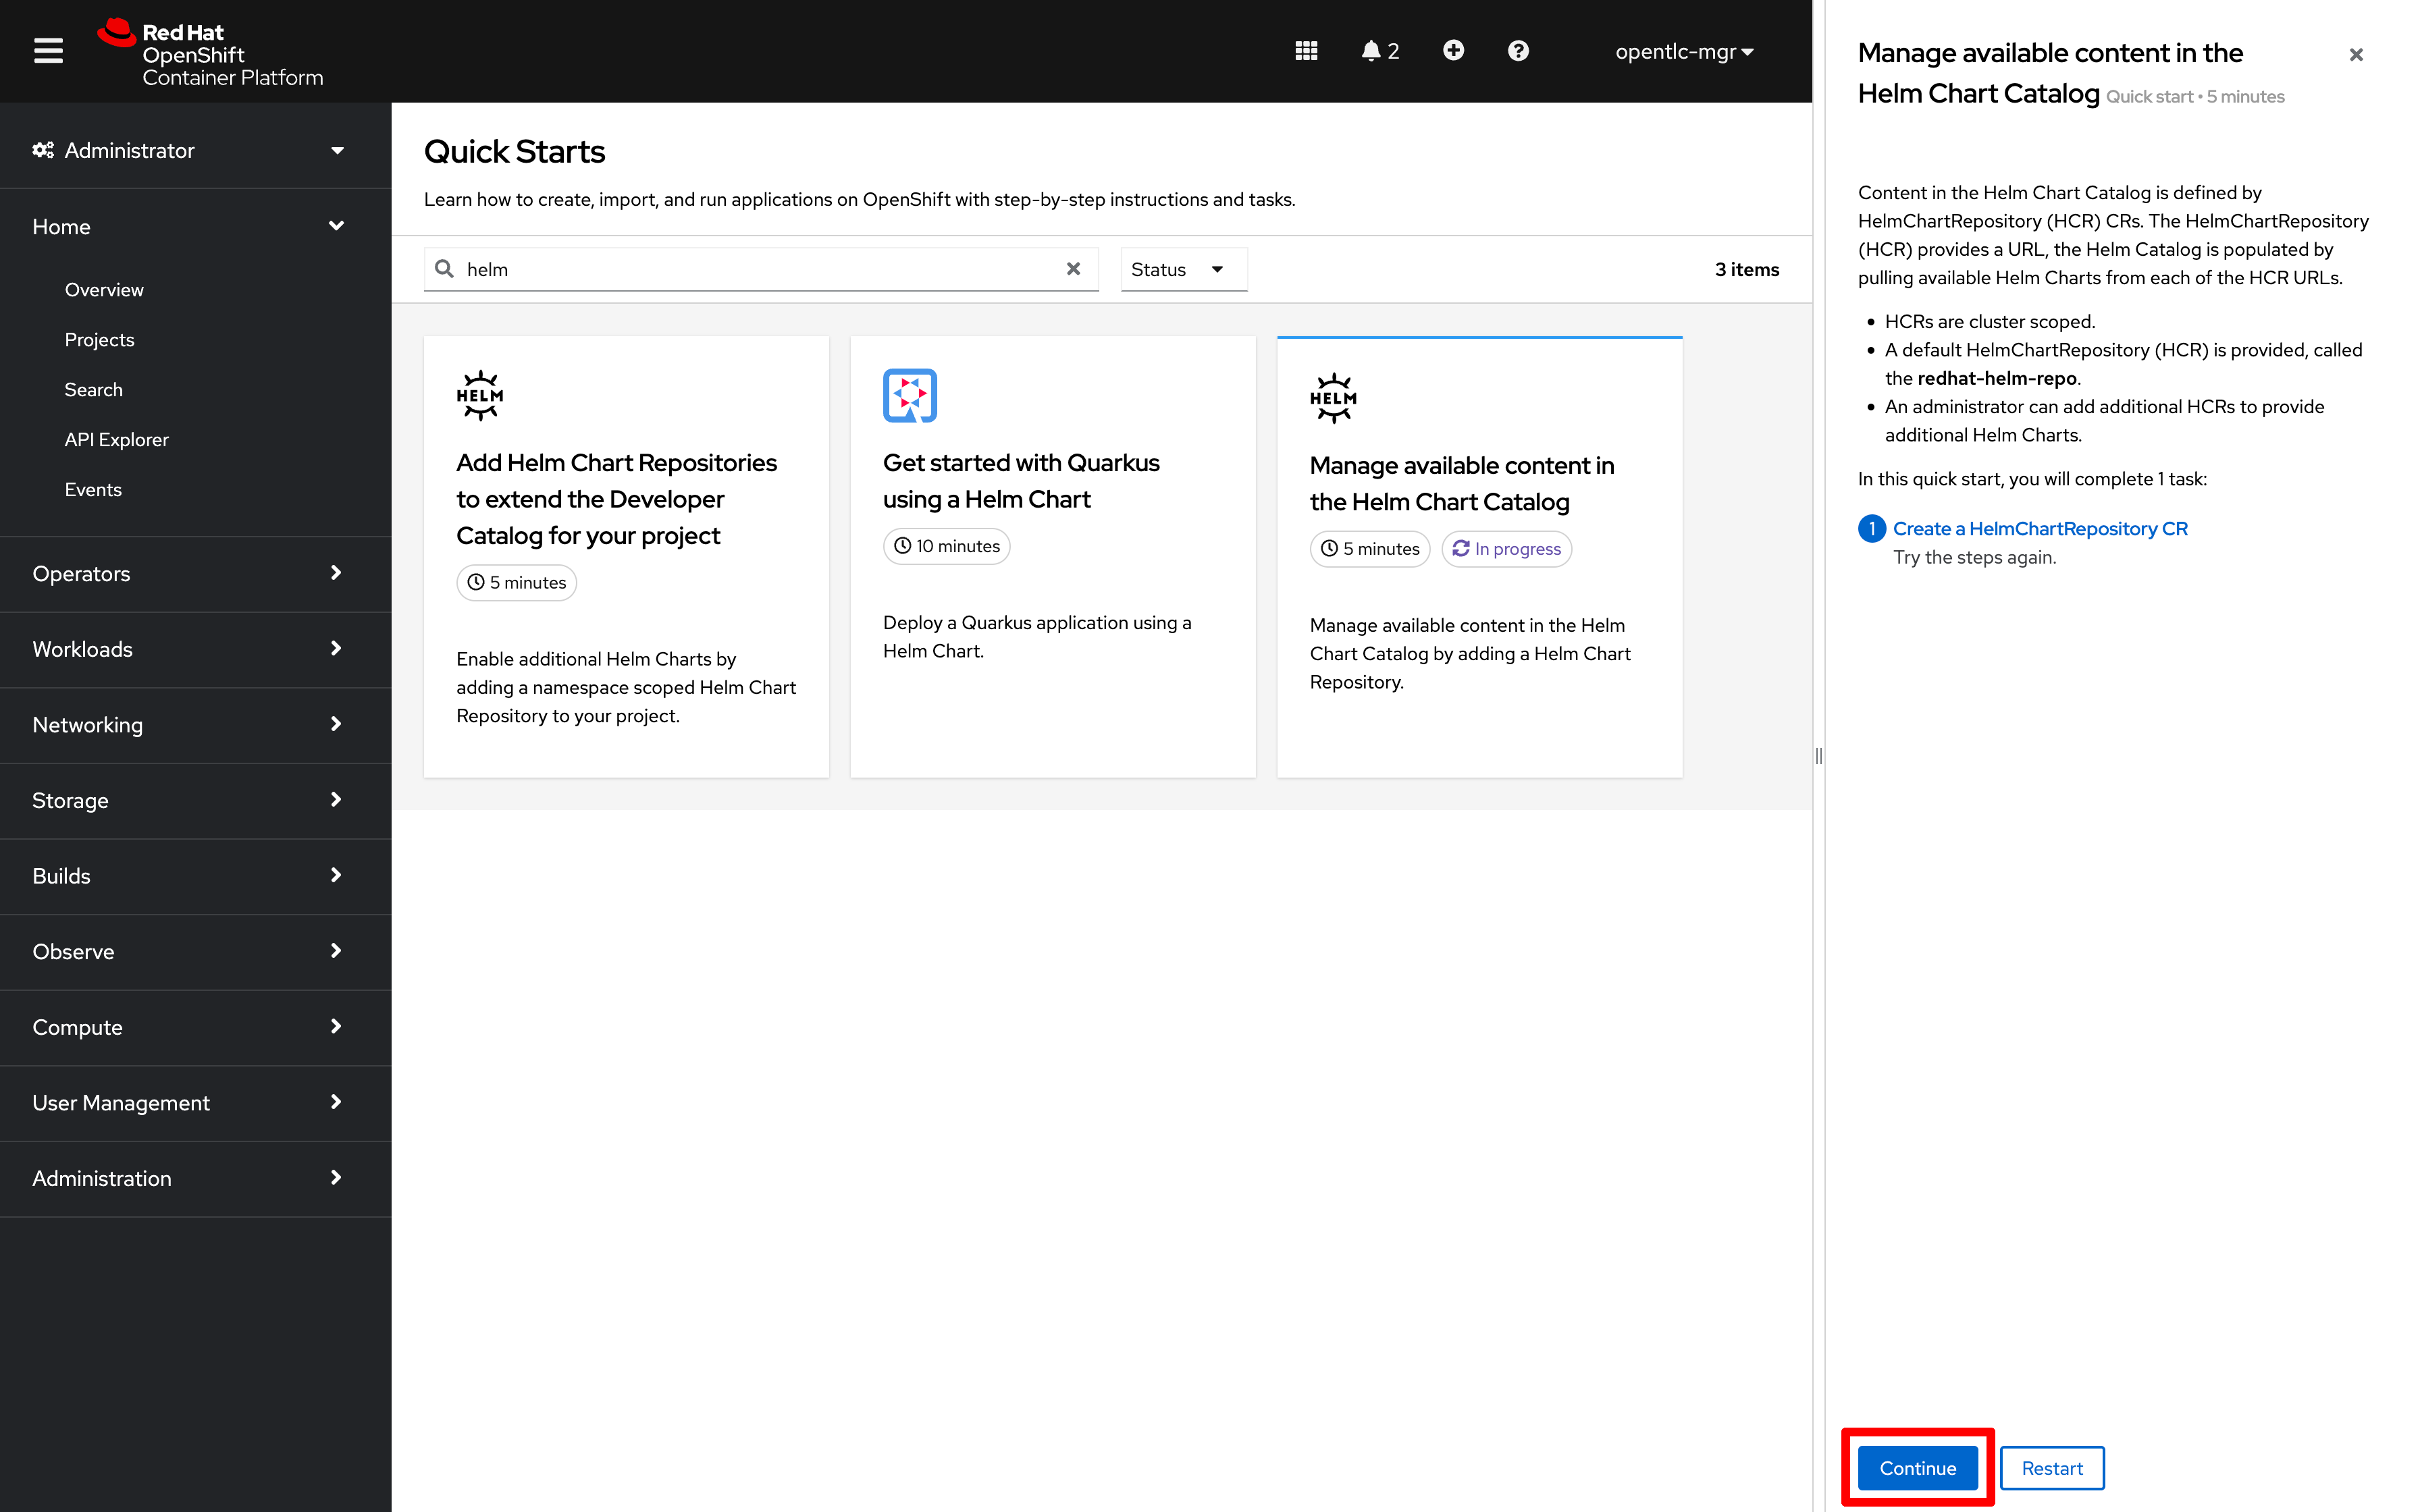 Red Hat
OpenShift
Container Platform
2
opentlc-mgr
Administrator
Home
Overview
Projects
Search
API Explorer
Events
Operators
Workloads
Networking
Storage
Builds
Observe
Compute
User Management
Administration
Quick Starts
Learn how to create, import, and run applications on OpenShift with step-by-step instructions and tasks.
helm
Status
3 items
HELM
Add Helm Chart Repositories
to extend the Developer
Catalog for your project
5 minutes
Enable additional Helm Charts by
adding a namespace scoped Helm Chart
Repository to your project.
Get started with Quarkus
using a Helm Chart
10 minutes
Deploy a Quarkus application using a
Helm Chart.
HELM
Manage available content in
the Helm Chart Catalog
5 minutes
In progress
Manage available content in the Helm
Chart Catalog by adding a Helm Chart
Repository.
Manage available content in the
Helm Chart Catalog Quick start • 5 minutes
Content in the Helm Chart Catalog is defined by
HelmChartRepository (HCR) CRs. The HelmChartRepository
(HCR) provides a URL, the Helm Catalog is populated by
pulling available Helm Charts from each of the HCR URLs.
• HCRs are cluster scoped.
• A default HelmChartRepository (HCR) is provided, called
the redhat-helm-repo.
• An administrator can add additional HCRs to provide
additional Helm Charts.
In this quick start, you will complete 1 task:
1 Create a HelmChartRepository CR
Try the steps again.
Continue
Restart